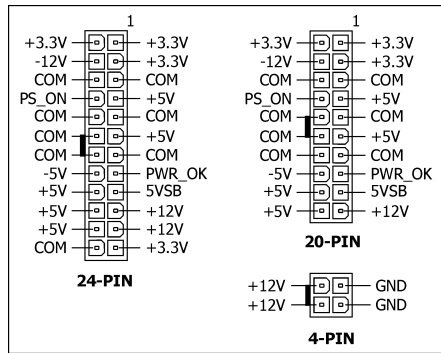 1
+3.3V +3.3V
-12V +3.3V
COM COM
PS_ON +5V
COM COM
COM +5V
COM COM
-5V PWR_OK
+5V 5VSB
+5V +12V
+5V +12V
COM +3.3V
24-PIN
1
+3.3V +3.3V
-12V +3.3V
COM COM
PS_ON +5V
COM COM
COM +5V
COM COM
-5V PWR_OK
+5V 5VSB
+5V +12V
20-PIN
+12V GND
+12V GND
4-PIN